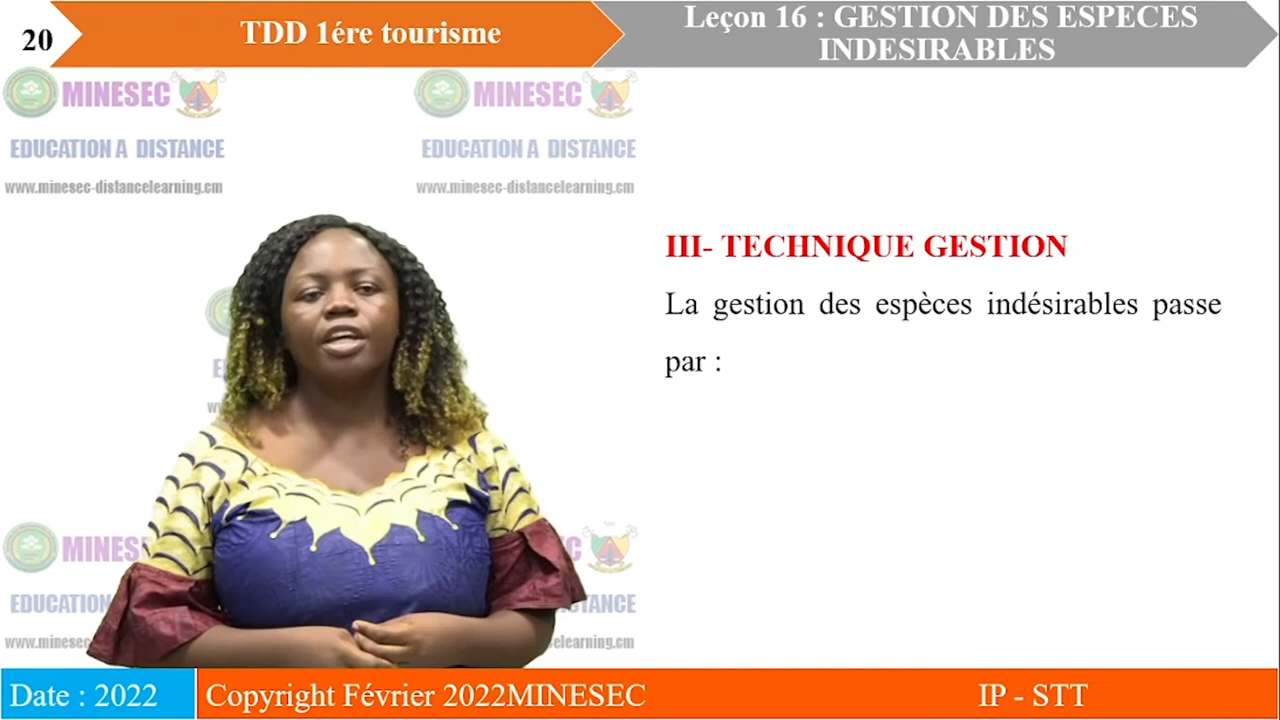 20
TDD 1ére tourisme
Leçon 16 : GESTION DES ESPECES
INDESIRABLES
MINESEC
MINESEC
EDUCATION A DISTANCE
EDUCATION A DISTANCE
www.minesec-distancelearning.cm
www.minesec-distancelearning.cm
III- TECHNIQUE GESTION
La gestion des espèces indésirables passe
par :
MINES
EDUCATION
Date : 2022
Copyright Février 2022MINESEC
IP - STT